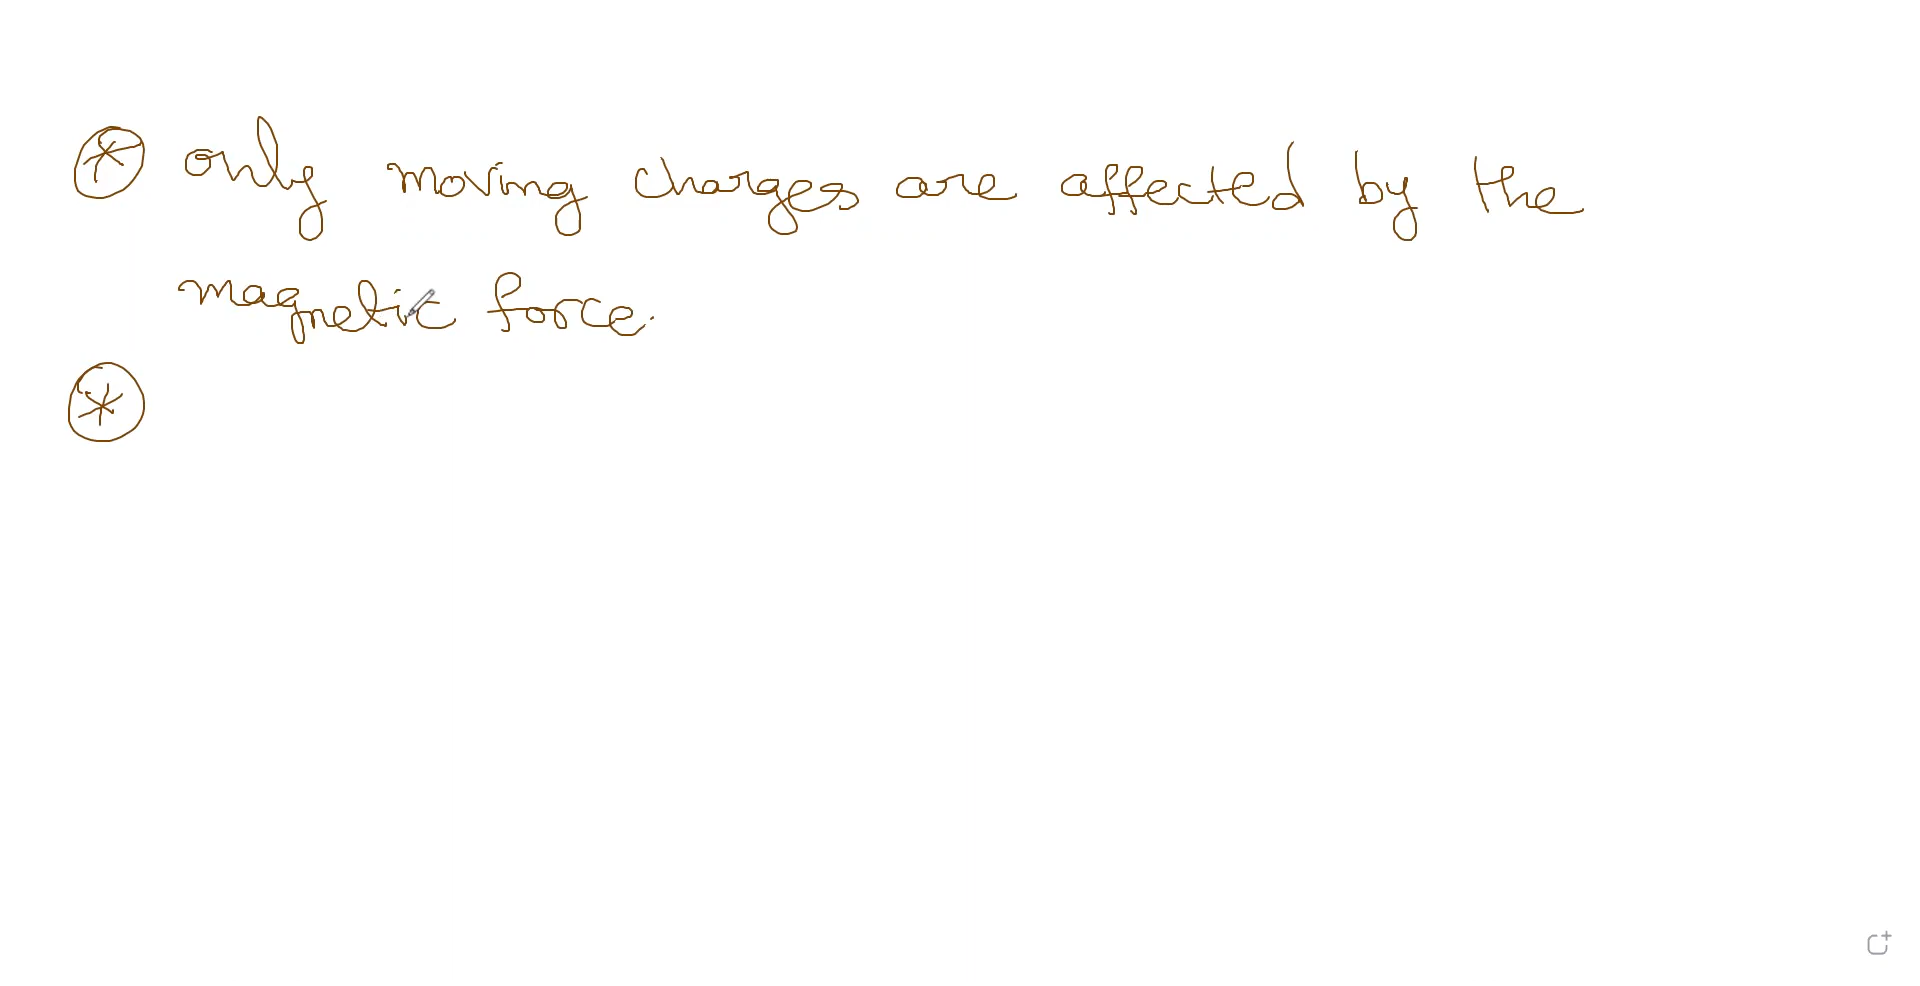 * only moving charges are affected by the
magnetic force.
*